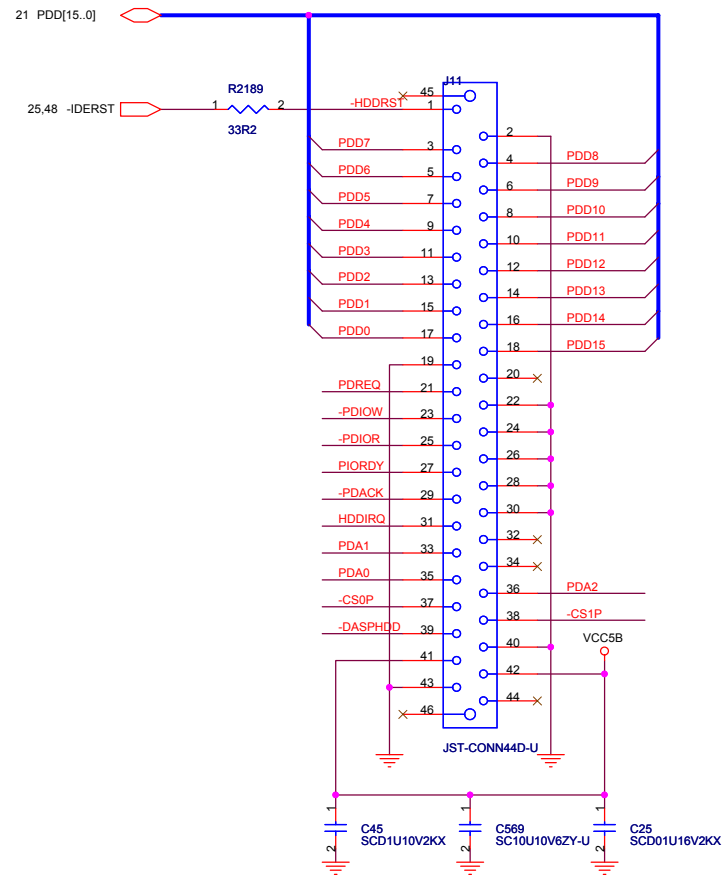 21 PDD[15..0]
J11
R2189
45
25,48 -IDERST 1 2 -HDDRST 1
33R2
2
PDD7 3
4 PDD8
PDD6 5
6 PDD9
PDD5 7
8 PDD10
PDD4 9
10 PDD11
PDD3 11
12 PDD12
PDD2 13
14 PDD13
PDD1 15
16 PDD14
PDD0 17
18 PDD15
19
20
PDREQ 21
22
-PDIOW 23
24
-PDIOR 25
26
PIORDY 27
28
-PDACK 29
30
HDDIRQ 31
32
PDA1 33
34
PDA0 35
36 PDA2
-CS0P 37
38 -CS1P
-DASPHDD 39
VCC5B
40
41
42
43
44
46
JST-CONN44D-U
1 1 1
C45 C569 C25
SCD1U10V2KX SC10U10V6ZY-U SCD01U16V2KX
2 2 2